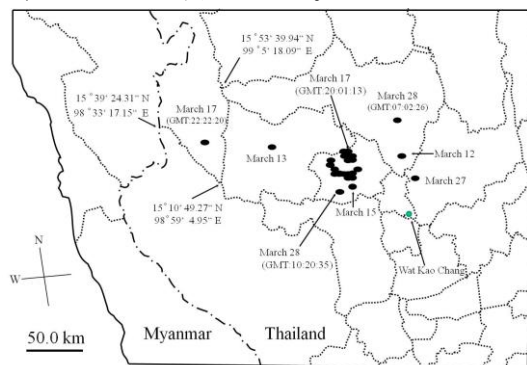 15°53' 39.94" N
99°5' 18.09" E
March 17
(GMT:20:01:13)
March 28
(GMT:07:02:26)
15°39' 24.31" N
98°33' 17.15" E
March 17
(GMT:22:22:20)
March 13
March 12
March 27
15°10' 49.27" N
98°59' 4.95" E
March 15
March 28
(GMT:10:20:35)
Wat Kao Chang
N
W
50.0 km
Myanmar
Thailand